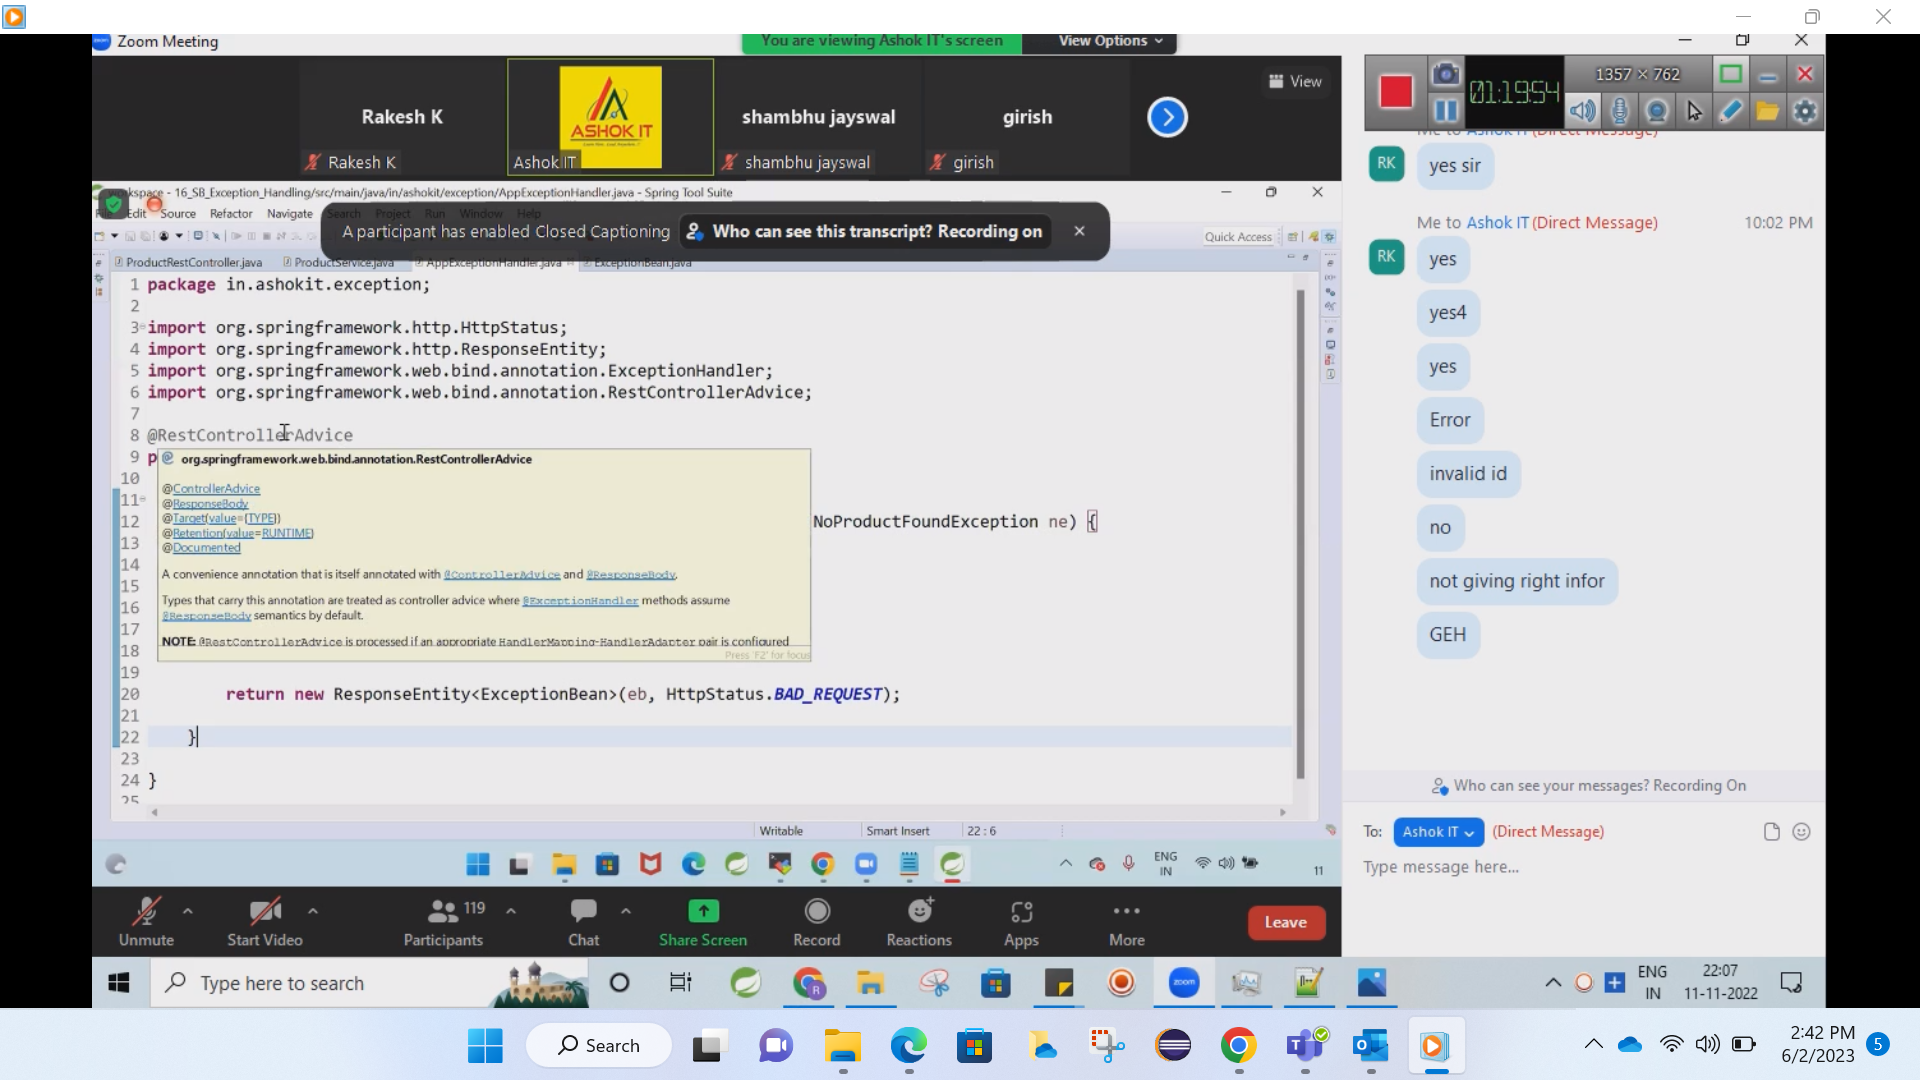 Zoom Meeting
You are viewing Ashok IT's screen
View Options
1357 × 762
01:19:54
View
Rakesh K
ASHOK IT
shambhu jayswal
girish
Rakesh K
Ashok IT
shambhu jayswal
girish
Me to Ashok IT (Direct Message)
RK
yes sir
workspace - 16_SB_Exception_Handling/src/main/java/in/ashokit/exception/AppExceptionHandler.java - Spring Tool Suite
Edit Source Refactor Navigate Search Project Run Window Help
A participant has enabled Closed Captioning
Who can see this transcript? Recording on
Quick Access
ProductRestController.java
ProductService.java
AppExceptionHandler.java
ExceptionBean.java
1 package in.ashokit.exception;
2
3 import org.springframework.http.HttpStatus;
4 import org.springframework.http.ResponseEntity;
5 import org.springframework.web.bind.annotation.ExceptionHandler;
6 import org.springframework.web.bind.annotation.RestControllerAdvice;
7
8 @RestControllerAdvice
9 p
org.springframework.web.bind.annotation.RestControllerAdvice
10
@ControllerAdvice
11
@ResponseBody
@Target(value={TYPE})
12 NoProductFoundException ne) {
@Retention(value=RUNTIME)
13
@Documented
14
A convenience annotation that is itself annotated with @ControllerAdvice and @ResponseBody.
15
Types that carry this annotation are treated as controller advice where @ExceptionHandler methods assume
16
@ResponseBody semantics by default.
17
NOTE: @RestControllerAdvice is processed if an appropriate HandlerMapping-HandlerAdapter pair is configured
18
Press 'F2' for focus
19
20 return new ResponseEntity<ExceptionBean>(eb, HttpStatus.BAD_REQUEST);
21
22 }
23
24 }
25
Writable
Smart Insert
22 : 6
ENG
IN
11
Me to Ashok IT (Direct Message) 10:02 PM
RK
yes
yes4
yes
Error
invalid id
no
not giving right infor
GEH
Who can see your messages? Recording On
To: Ashok IT (Direct Message)
Type message here...
119
Unmute
Start Video
Participants
Chat
Share Screen
Record
Reactions
Apps
More
Leave
Type here to search
zoom
ENG
IN
22:07
11-11-2022
Search
2:42 PM
6/2/2023
5